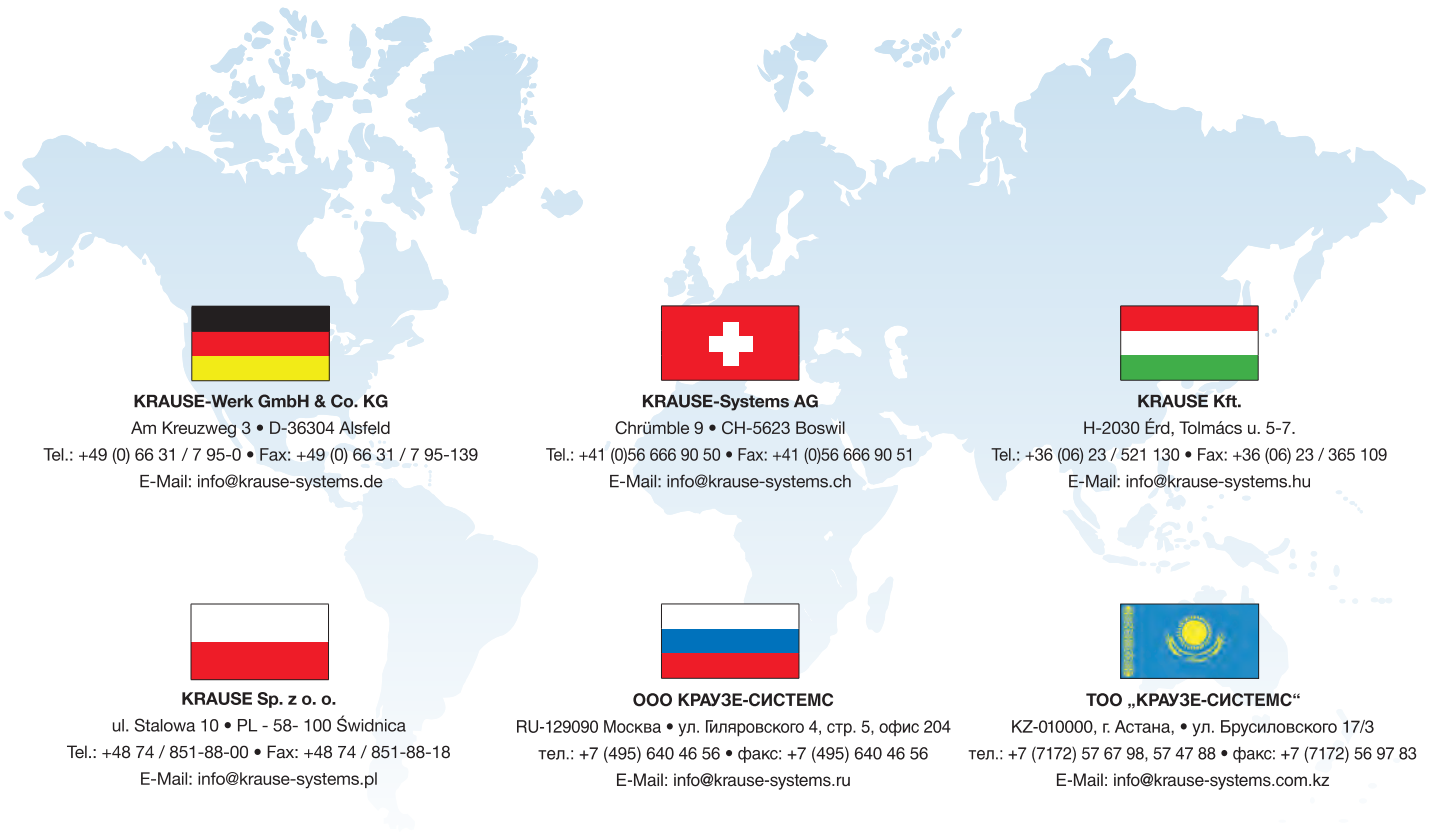 KRAUSE-Werk GmbH & Co. KG
Am Kreuzweg 3 • D-36304 Alsfeld
Tel.: +49 (0) 66 31 / 7 95-0 • Fax: +49 (0) 66 31 / 7 95-139
E-Mail: info@krause-systems.de
KRAUSE-Systems AG
Chrümble 9 • CH-5623 Boswil
Tel.: +41 (0)56 666 90 50 • Fax: +41 (0)56 666 90 51
E-Mail: info@krause-systems.ch
KRAUSE Kft.
H-2030 Érd, Tolmács u. 5-7.
Tel.: +36 (06) 23 / 521 130 • Fax: +36 (06) 23 / 365 109
E-Mail: info@krause-systems.hu
KRAUSE Sp. z o. o.
ul. Stalowa 10 • PL - 58- 100 Świdnica
Tel.: +48 74 / 851-88-00 • Fax: +48 74 / 851-88-18
E-Mail: info@krause-systems.pl
ООО КРАУЗЕ-СИСТЕМС
RU-129090 Москва • ул. Гиляровского 4, стр. 5, офис 204
тел.: +7 (495) 640 46 56 • факс: +7 (495) 640 46 56
E-Mail: info@krause-systems.ru
ТОО „КРАУЗЕ-СИСТЕМС“
KZ-010000, г. Астана, • ул. Брусиловского 17/3
тел.: +7 (7172) 57 67 98, 57 47 88 • факс: +7 (7172) 56 97 83
E-Mail: info@krause-systems.com.kz